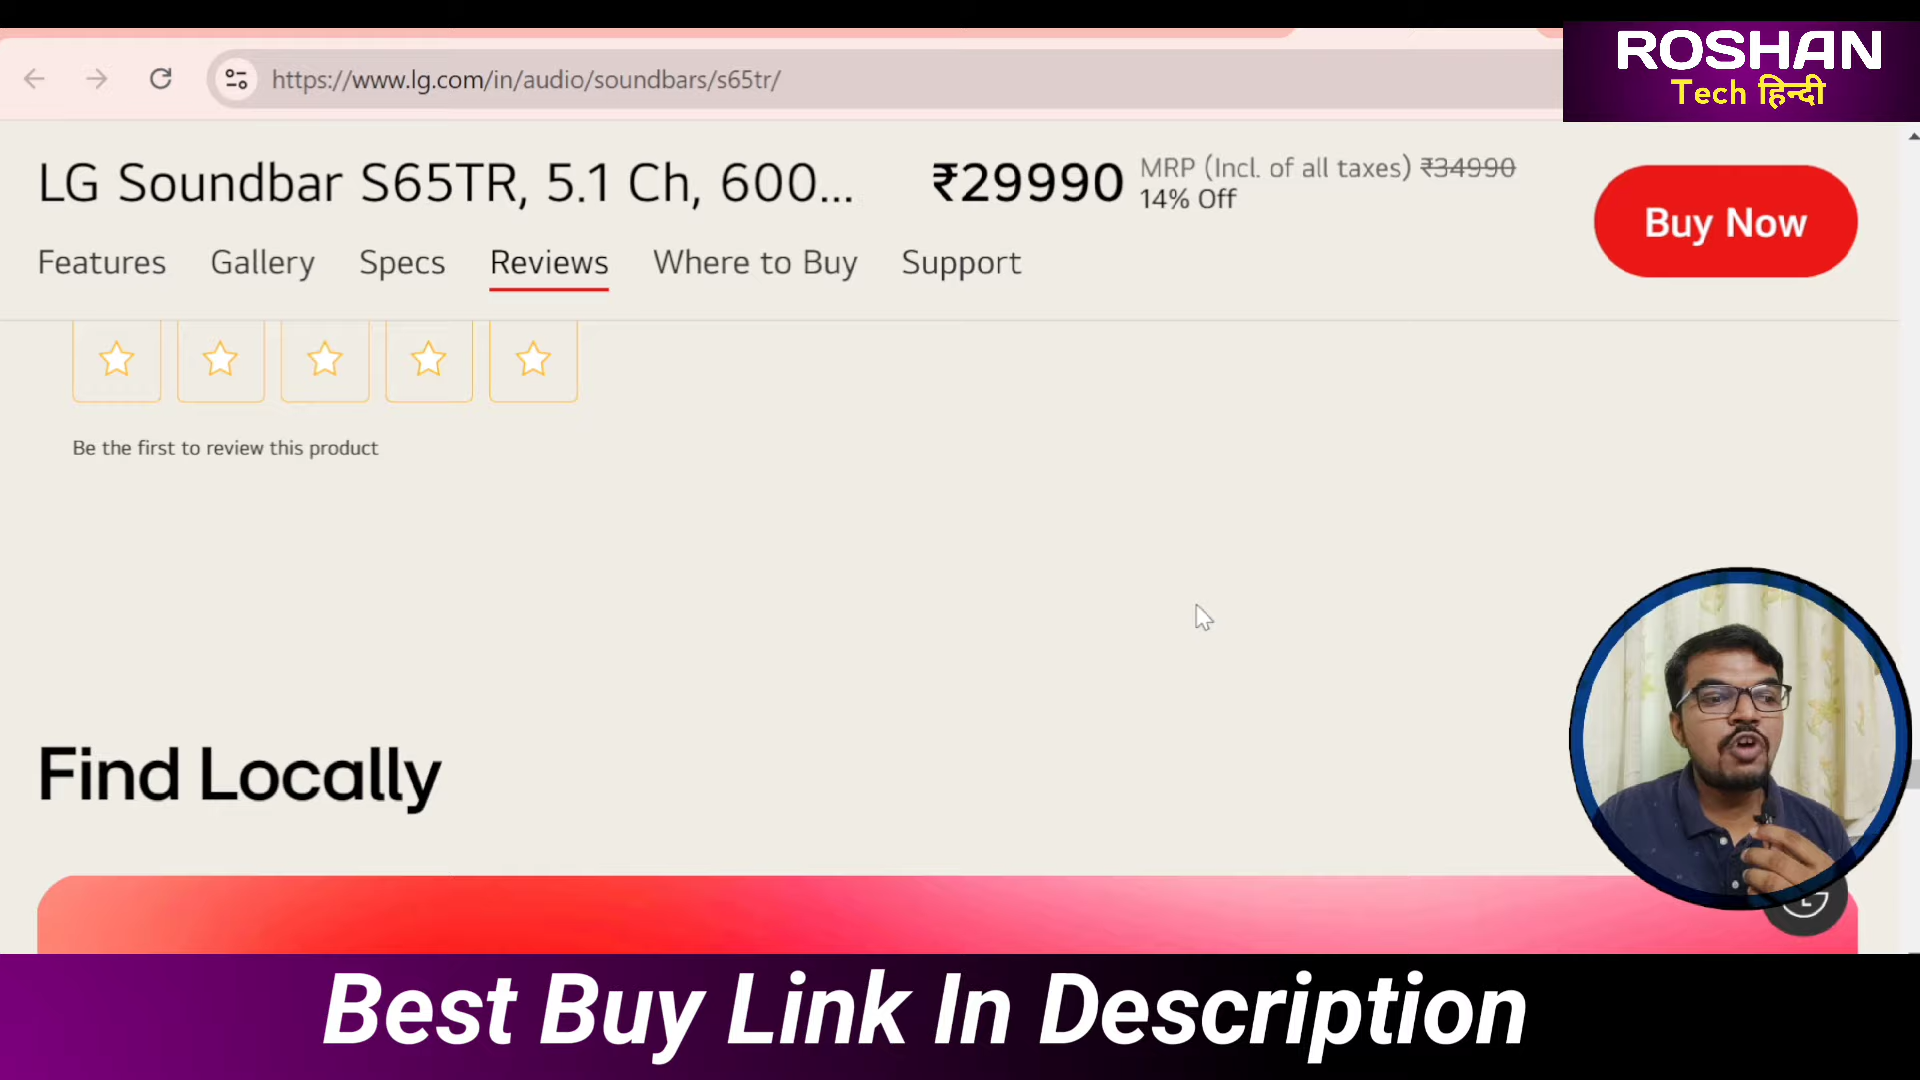 ROSHAN
Tech हिन्दी
https://www.lg.com/in/audio/soundbars/s65tr/
LG Soundbar S65TR, 5.1 Ch, 600...
₹29990
MRP (Incl. of all taxes) ₹34990
14% Off
Buy Now
Features
Gallery
Specs
Reviews
Where to Buy
Support
Be the first to review this product
Find Locally
Best Buy Link In Description